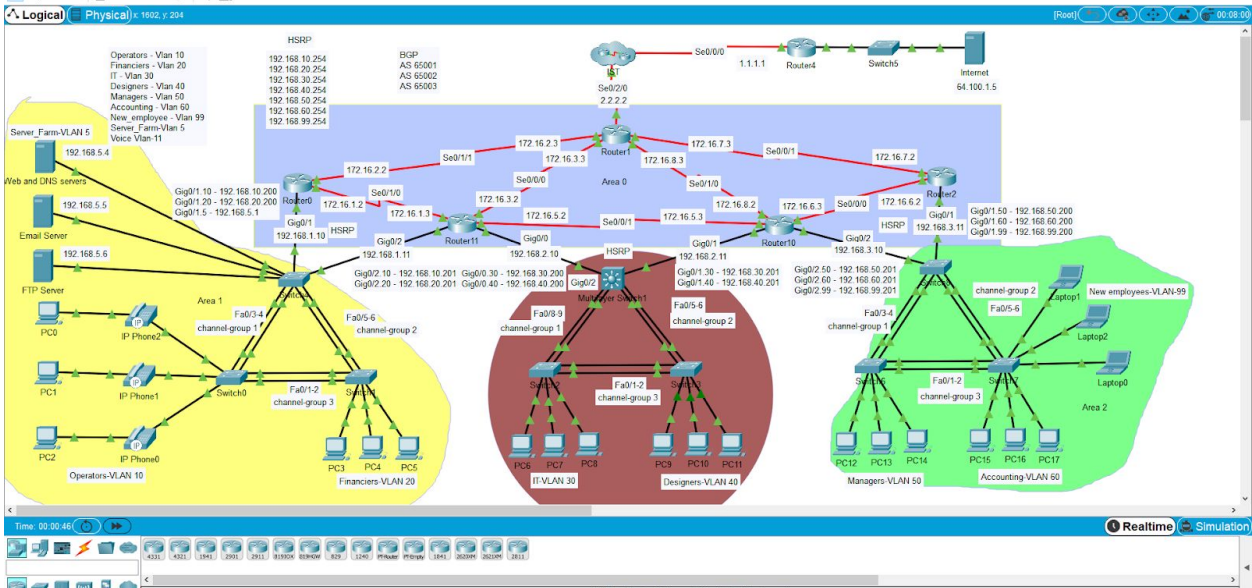 Logical
Physical
x: 1602, y: 204
[Root]
00:08:00
Operators - Vlan 10
Financiers - Vlan 20
IT - Vlan 30
Designers - Vlan 40
Managers - Vlan 50
Accounting - Vlan 60
New_employee - Vlan 99
Server_Farm-Vlan 5
Voice Vlan-11
HSRP
192.168.10.254
192.168.20.254
192.168.30.254
192.168.40.254
192.168.50.254
192.168.60.254
192.168.99.254
BGP
AS 65001
AS 65002
AS 65003
Se0/0/0
1.1.1.1
Router4
Switch5
Internet
64.100.1.5
Se0/2/0
2.2.2.2
Server_Farm-VLAN 5
192.168.5.4
Web and DNS servers
192.168.5.5
Email Server
192.168.5.6
FTP Server
172.16.2.3
Router1
172.16.7.3
Se0/1/1
172.16.3.3
172.16.8.3
Se0/0/1
172.16.2.2
Area 0
172.16.7.2
Se0/0/0
Se0/1/0
Router0
172.16.1.2
Se0/1/0
172.16.3.2
172.16.8.2
172.16.6.3
Se0/0/0
172.16.6.2
Router2
Gig0/1.10 - 192.168.10.200
Gig0/1.20 - 192.168.20.200
Gig0/1.5 - 192.168.5.1
Gig0/1
192.168.1.10
HSRP
172.16.1.3
Router11
172.16.5.2
Se0/0/1
172.16.5.3
Router10
HSRP
Gig0/1
192.168.3.11
Gig0/1.50 - 192.168.50.200
Gig0/1.60 - 192.168.60.200
Gig0/1.99 - 192.168.99.200
Gig0/2
192.168.1.11
Gig0/0
192.168.2.10
HSRP
Gig0/1
192.168.2.11
Gig0/2
192.168.3.10
Gig0/2.10 - 192.168.10.201
Gig0/2.20 - 192.168.20.201
Gig0/0.30 - 192.168.30.200
Gig0/0.40 - 192.168.40.200
Gig0/2
Multilayer Switch1
Gig0/1.30 - 192.168.30.201
Gig0/1.40 - 192.168.40.201
Gig0/2.50 - 192.168.50.201
Gig0/2.60 - 192.168.60.201
Gig0/2.99 - 192.168.99.201
Area 1
Fa0/3-4
channel-group 1
Fa0/5-6
channel-group 2
Fa0/8-9
channel-group 1
Fa0/5-6
channel-group 2
Fa0/3-4
channel-group 1
channel-group 2
Fa0/5-6
Laptop1
New employees-VLAN-99
Laptop2
Laptop0
Area 2
PC0
IP Phone2
PC1
IP Phone1
PC2
IP Phone0
Switch0
Fa0/1-2
channel-group 3
Switch1
Switch2
Fa0/1-2
channel-group 3
Switch3
Switch6
Fa0/1-2
channel-group 3
Switch7
Operators-VLAN 10
PC3
PC4
PC5
Financiers-VLAN 20
PC6
PC7
PC8
IT-VLAN 30
PC9
PC10
PC11
Designers-VLAN 40
PC12
PC13
PC14
Managers-VLAN 50
PC15
PC16
PC17
Accounting-VLAN 60
Time: 00:00:46
Realtime
Simulation
4331
4321
1941
2901
2911
819IOX
819HGW
829
1240
PT-Router
PT-Empty
1841
2620XM
2621XM
2811